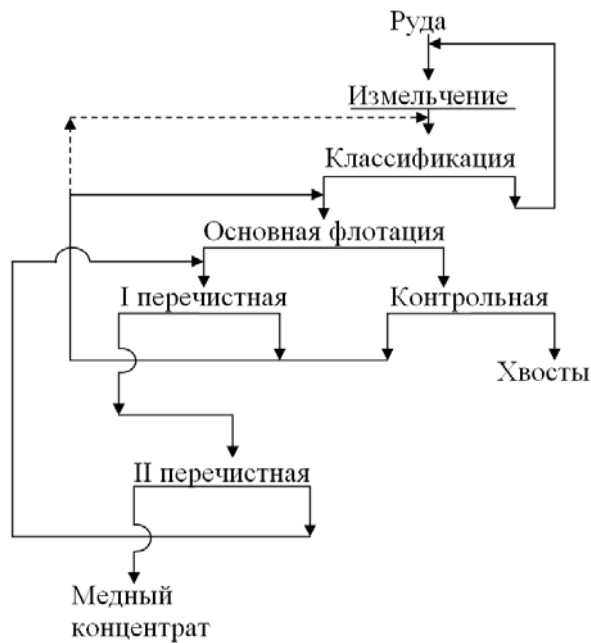 Руда
Измельчение
Классификация
Основная флотация
I перечистная
Контрольная
Хвосты
II перечистная
Медный
концентрат